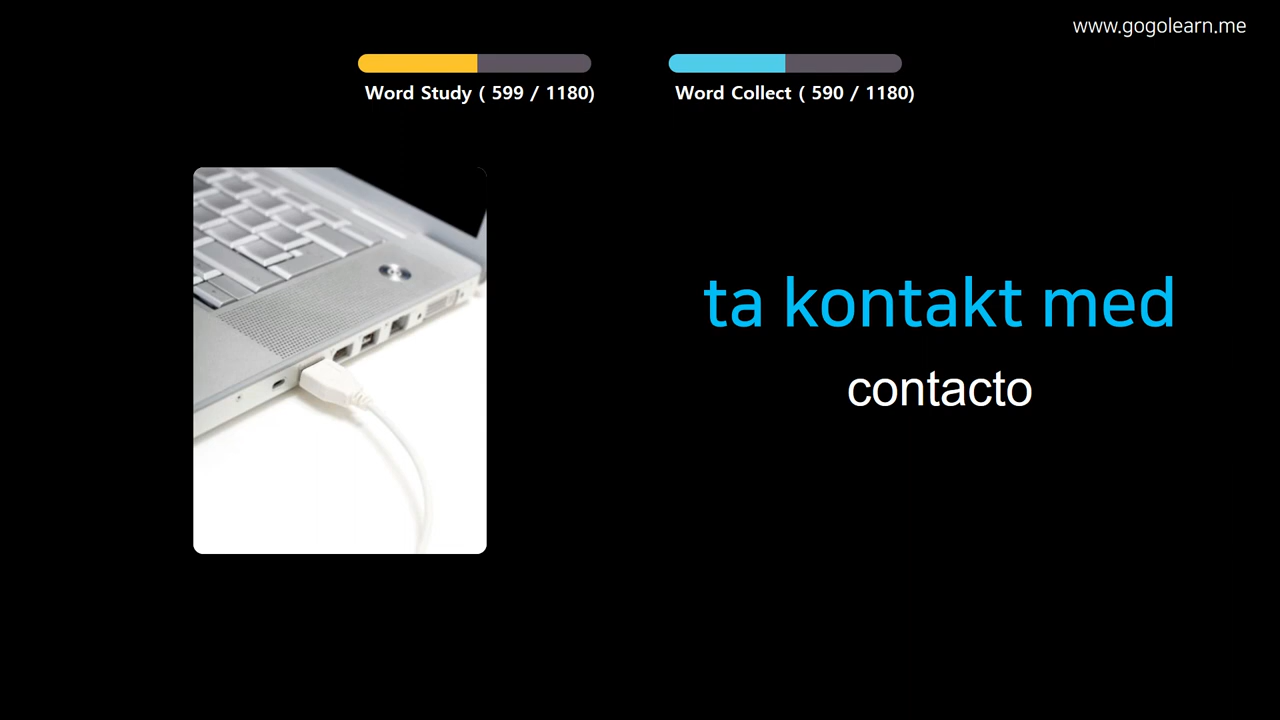 www.gogolearn.me
Word Study ( 599 / 1180)
Word Collect ( 590 / 1180)
ta kontakt med
contacto